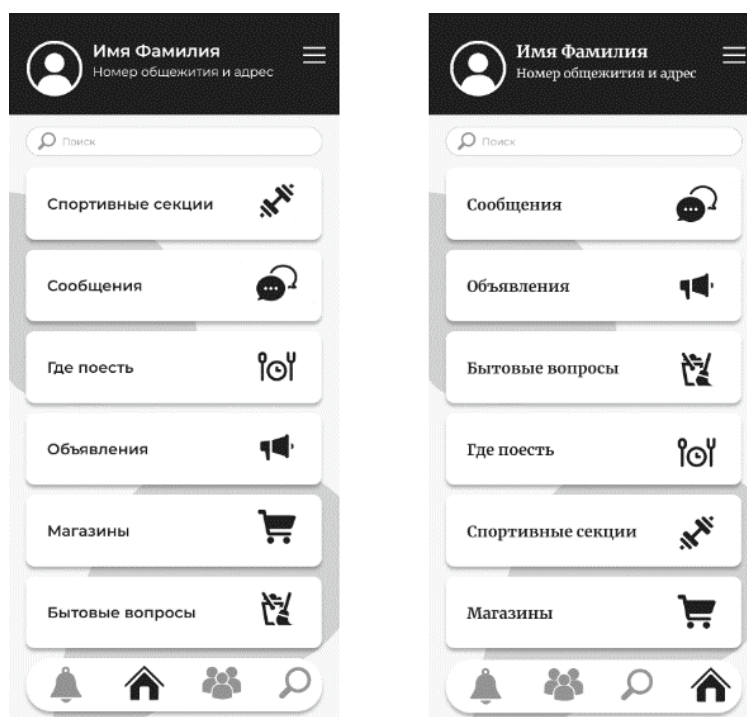 Имя Фамилия
Номер общежития и адрес
Поиск
Спортивные секции
Сообщения
Где поесть
Объявления
Магазины
Бытовые вопросы
Имя Фамилия
Номер общежития и адрес
Поиск
Сообщения
Объявления
Бытовые вопросы
Где поесть
Спортивные секции
Магазины